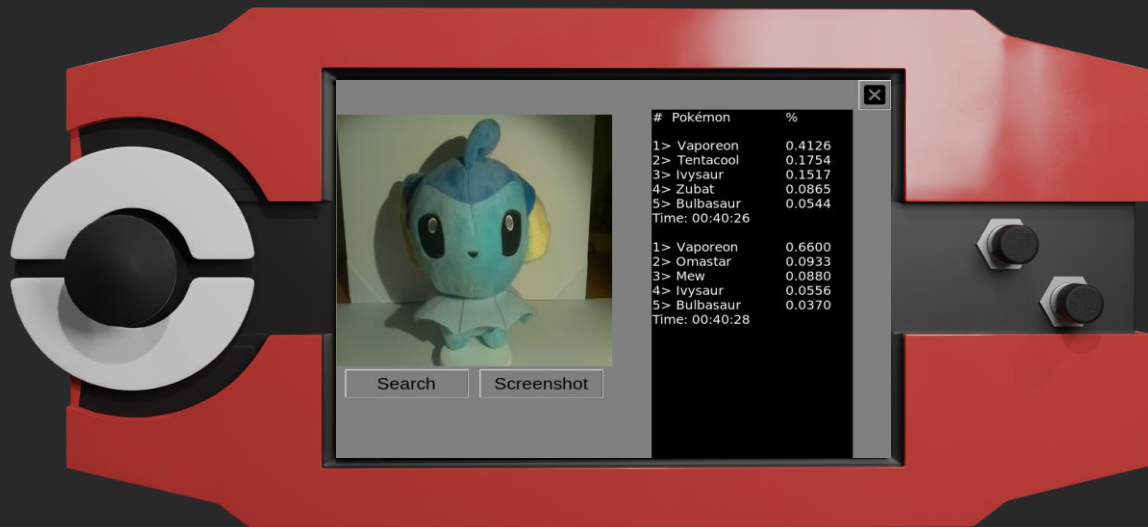 # Pokémon %
1> Vaporeon 0.4126
2> Tentacool 0.1754
3> Ivysaur 0.1517
4> Zubat 0.0865
5> Bulbasaur 0.0544
Time: 00:40:26
1> Vaporeon 0.6600
2> Omastar 0.0933
3> Mew 0.0880
4> Ivysaur 0.0556
5> Bulbasaur 0.0370
Time: 00:40:28
Search Screenshot